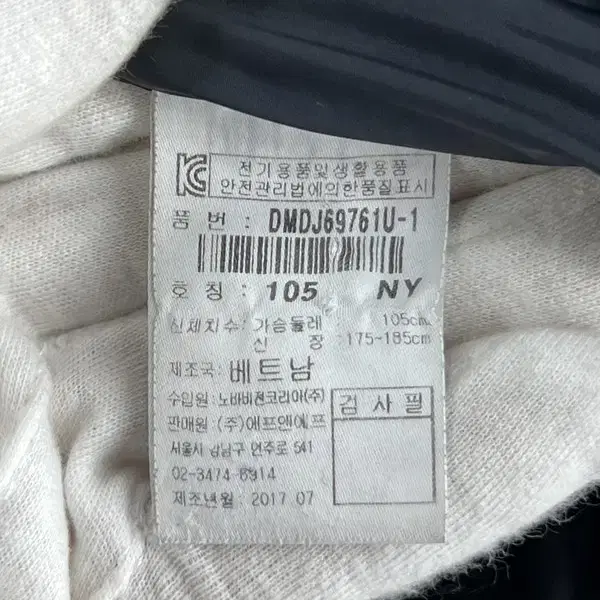 KC 전기용품및생활용품
안전관리법에의한품질표시
품 번 : DMDJ69761U-1
호 칭 : 105 NY
신체치수: 가슴둘레 105cm
신 장 :175-185cm
제조국: 베트남
수입원 : 노바비젼코리아(주)
판매원 : (주)에프앤에프
서울시 강남구 언주로 541
02-3474-6914
제조년월 : 2017 07
검사필